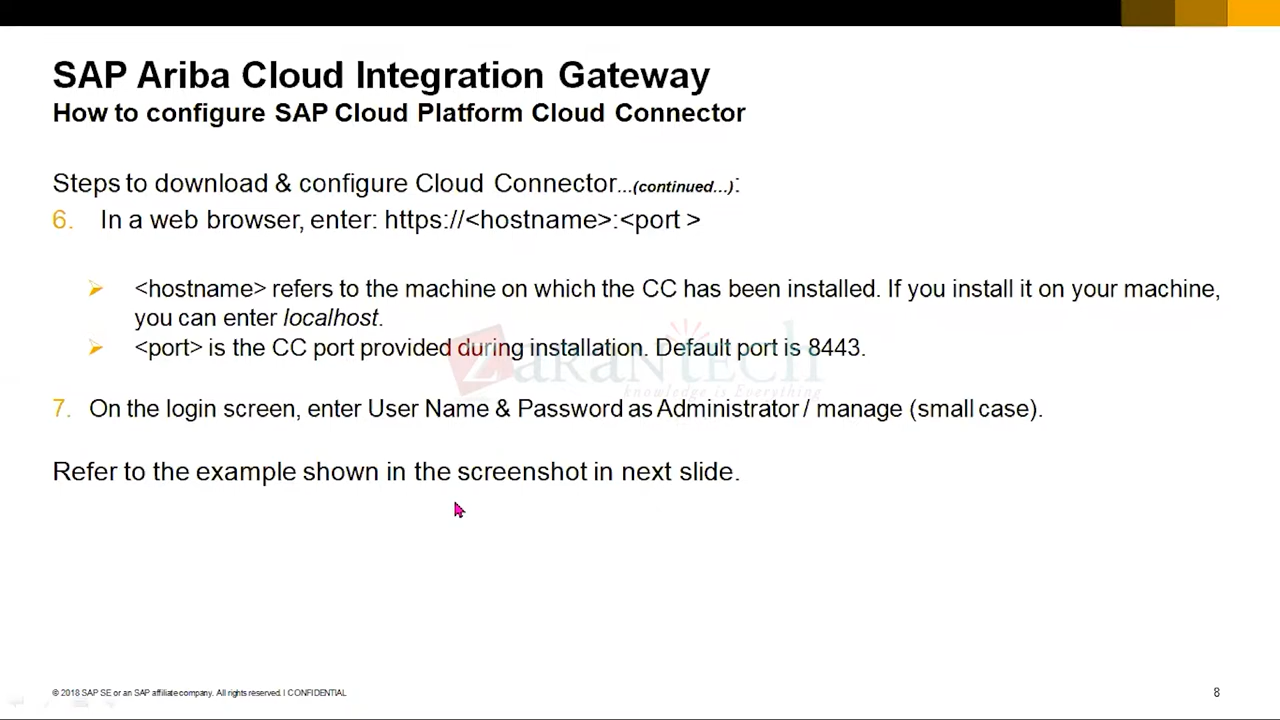 SAP Ariba Cloud Integration Gateway
How to configure SAP Cloud Platform Cloud Connector
Steps to download & configure Cloud Connector...(continued...):
6. In a web browser, enter: https://<hostname>:<port >
<hostname> refers to the machine on which the CC has been installed. If you install it on your machine,
you can enter localhost.
<port> is the CC port provided during installation. Default port is 8443.
ZaranTech
knowledge is Everything
7. On the login screen, enter User Name & Password as Administrator / manage (small case).
Refer to the example shown in the screenshot in next slide.
© 2018 SAP SE or an SAP affiliate company. All rights reserved. I CONFIDENTIAL
8